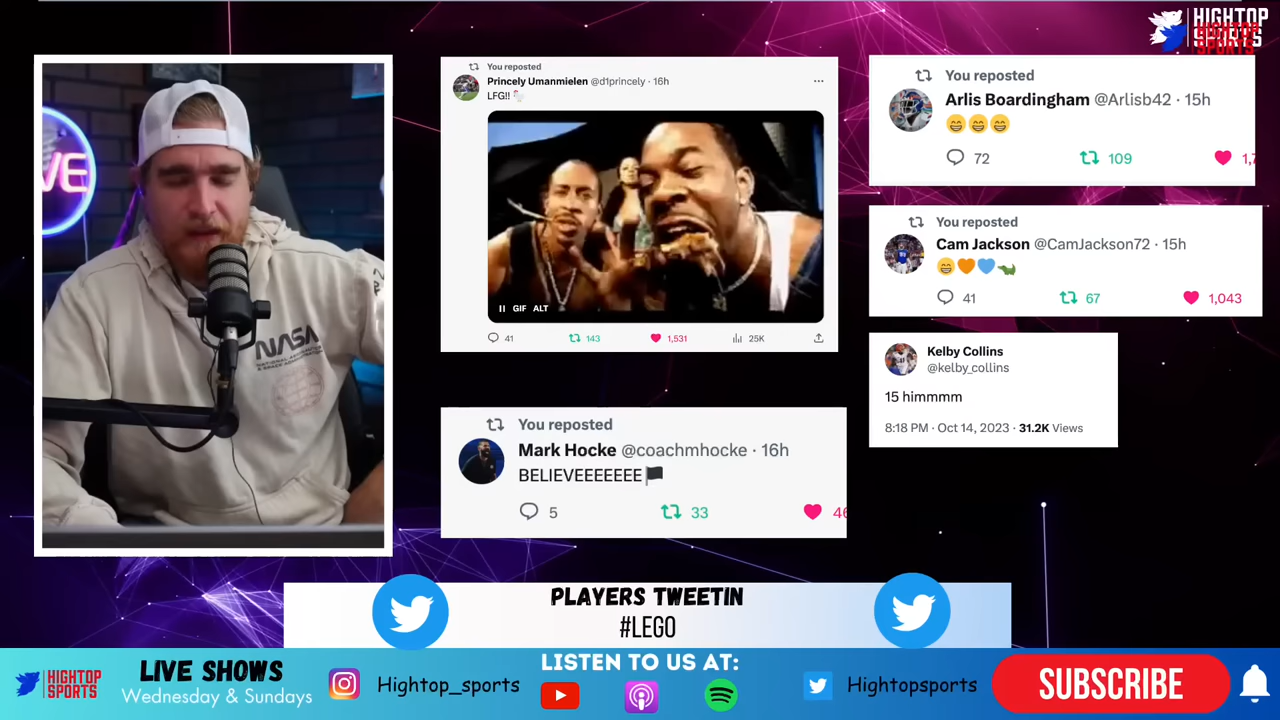 HIGHTOP
SPORTS
VE
NASA
You reposted
Princely Umanmielen @d1princely · 16h
LFG!!
GIF ALT
41 143 1,531 25K
You reposted
Mark Hocke @coachmhocke · 16h
BELIEVEEEEEEE🏴
5 33 46
You reposted
Arlis Boardingham @Arlisb42 · 15h
😁😁😁
72 109 1,7
You reposted
Cam Jackson @CamJackson72 · 15h
😁🧡💙🐊
41 67 1,043
Kelby Collins
@kelby_collins
15 himmmm
8:18 PM · Oct 14, 2023 · 31.2K Views
PLAYERS TWEETIN
#LEGO
HIGHTOP
SPORTS
LIVE SHOWS
Wednesday & Sundays
Hightop_sports
LISTEN TO US AT:
Hightopsports
SUBSCRIBE